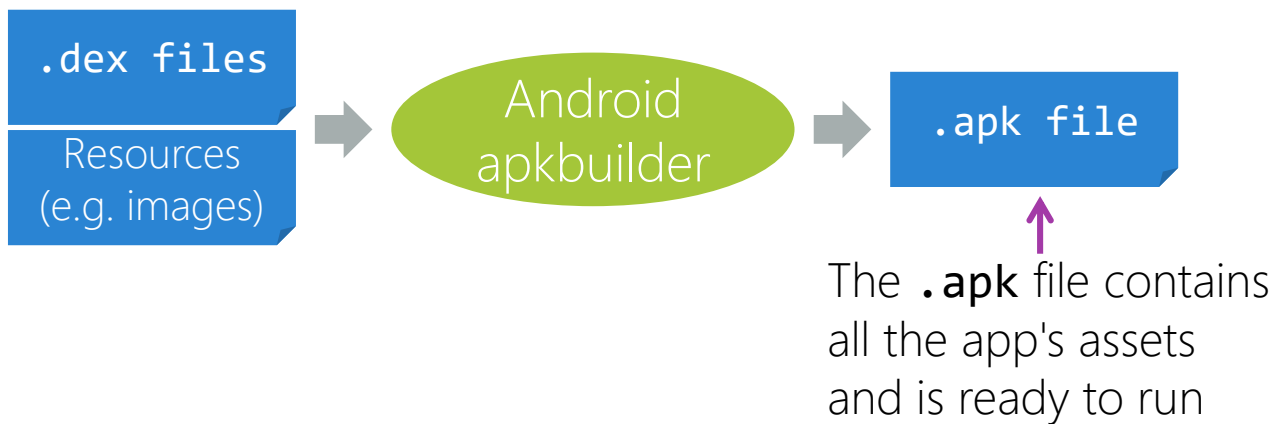 .dex files
Resources
(e.g. images)
Android
apkbuilder
.apk file
The .apk file contains
all the app's assets
and is ready to run